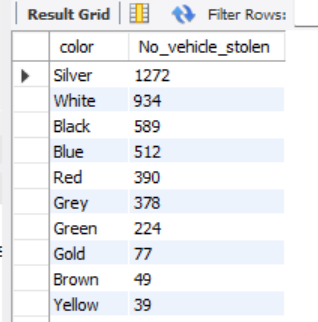 Result Grid Filter Rows:
color No_vehicle_stolen
Silver 1272
White 934
Black 589
Blue 512
Red 390
Grey 378
Green 224
Gold 77
Brown 49
Yellow 39